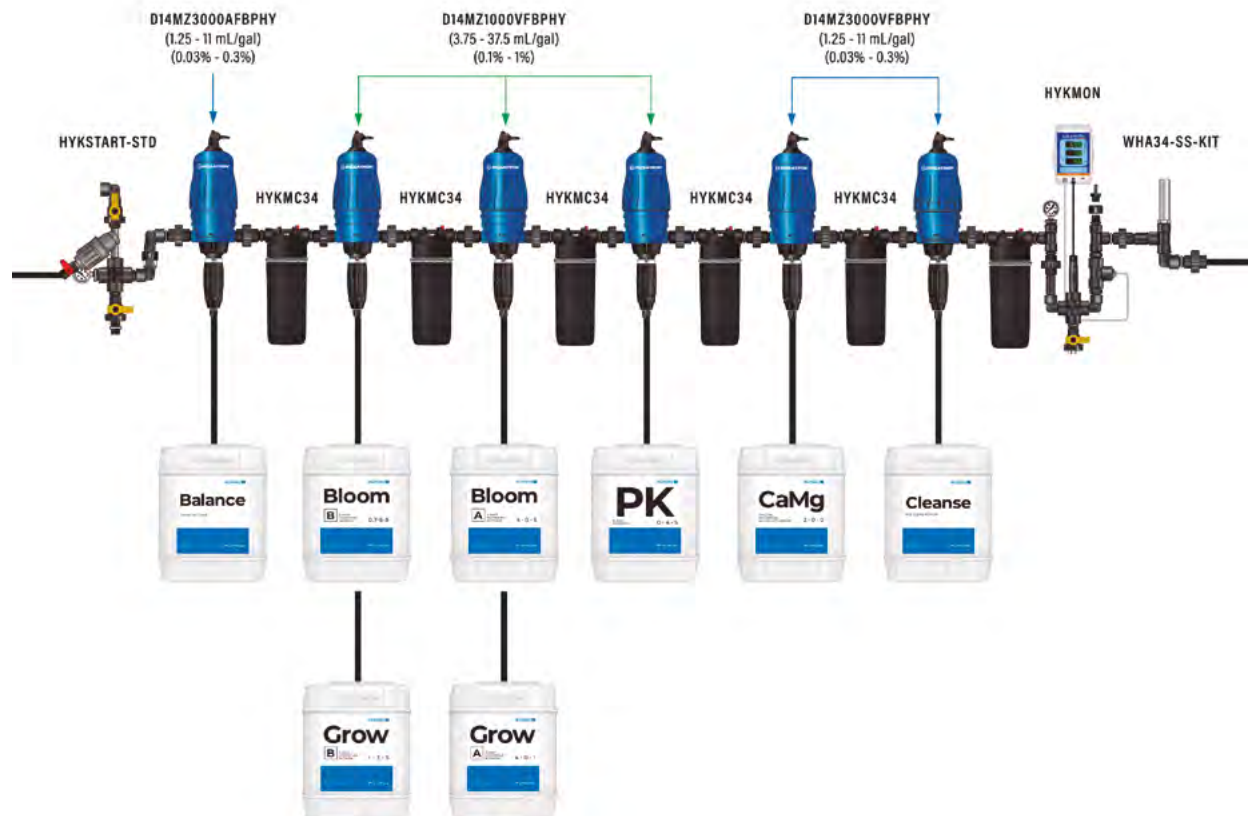 D14MZ3000AFBPHY
(1.25 - 11 mL/gal)
(0.03% - 0.3%)
D14MZ1000VFBPHY
(3.75 - 37.5 mL/gal)
(0.1% - 1%)
D14MZ3000VFBPHY
(1.25 - 11 mL/gal)
(0.03% - 0.3%)
HYKSTART-STD
HYKMON
WHA34-SS-KIT
HYKMC34
HYKMC34
HYKMC34
HYKMC34
HYKMC34
Balance
Bloom
B
Bloom
A
PK
CaMg
Cleanse
Grow
B
Grow
A